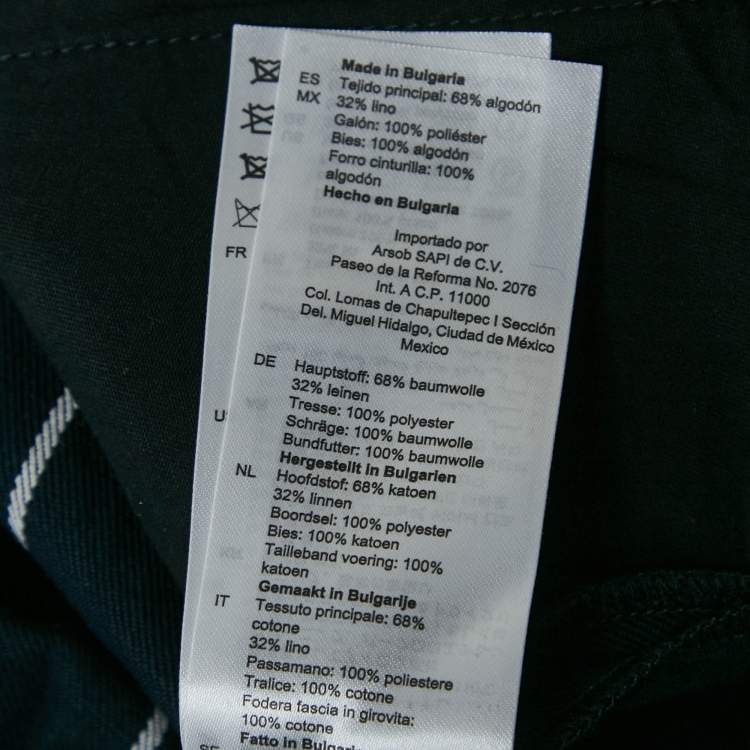 Made in Bulgaria
ES Tejido principal: 68% algodón
MX 32% lino
Galón: 100% poliéster
Bies: 100% algodón
Forro cinturilla: 100%
algodón
Hecho en Bulgaria
Importado por
Arsob SAPI de C.V.
Paseo de la Reforma No. 2076
Int. A C.P. 11000
Col. Lomas de Chapultepec I Sección
Del. Miguel Hidalgo, Ciudad de México
Mexico
FR
DE Hauptstoff: 68% baumwolle
32% leinen
Tresse: 100% polyester
Schräge: 100% baumwolle
Bundfutter: 100% baumwolle
Hergestellt in Bulgarien
NL Hoofdstof: 68% katoen
32% linnen
Boordsel: 100% polyester
Bies: 100% katoen
Tailleband voering: 100%
katoen
Gemaakt in Bulgarije
IT Tessuto principale: 68%
cotone
32% lino
Passamano: 100% poliestere
Tralice: 100% cotone
Fodera fascia in girovita:
100% cotone
Fatto in Bulgaria